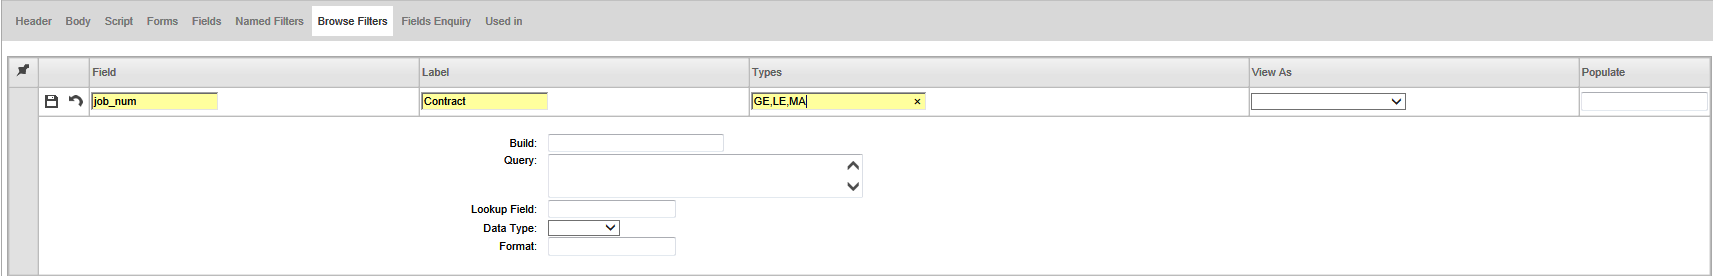 Header Body Script Forms Fields Named Filters Browse Filters Fields Enquiry Used in
Field Label Types View As Populate
job_num Contract GE,LE,MA ×
Build:
Query:
Lookup Field:
Data Type:
Format: